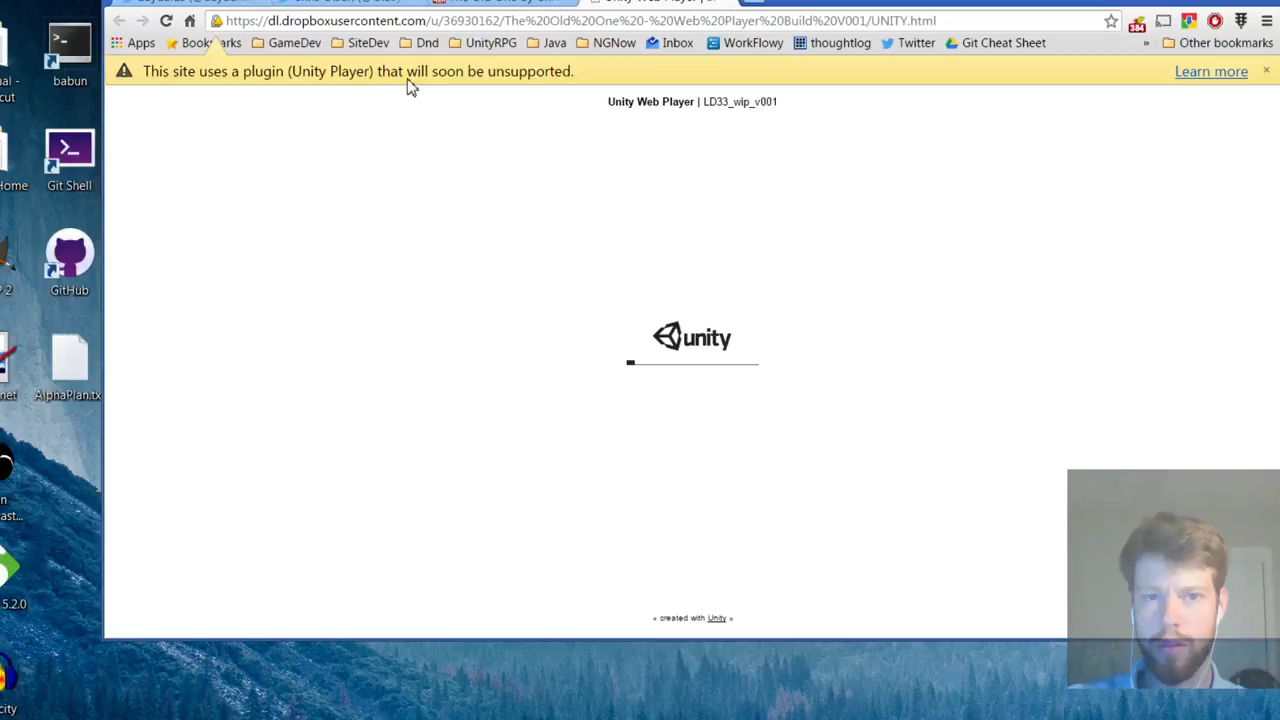 https://dl.dropboxusercontent.com/u/36930162/The%20Old%20One%20-%20Web%20Player%20Build%20V001/UNITY.html
Apps Bookmarks GameDev SiteDev Dnd UnityRPG Java NGNow Inbox WorkFlowy thoughtlog Twitter Git Cheat Sheet » Other bookmarks
384
This site uses a plugin (Unity Player) that will soon be unsupported. Learn more ×
Unity Web Player | LD33_wip_v001
unity
« created with Unity »
babun
Git Shell
Home
GitHub
AlphaPlan.tx
5.2.0